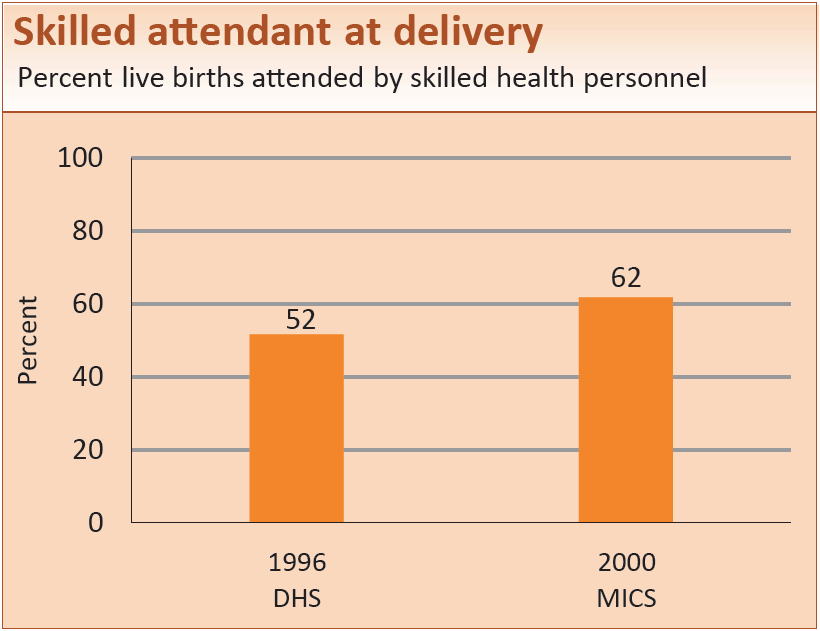 Skilled attendant at delivery
Percent live births attended by skilled health personnel
Percent
100
80
60
40
20
0
52
62
1996
DHS
2000
MICS